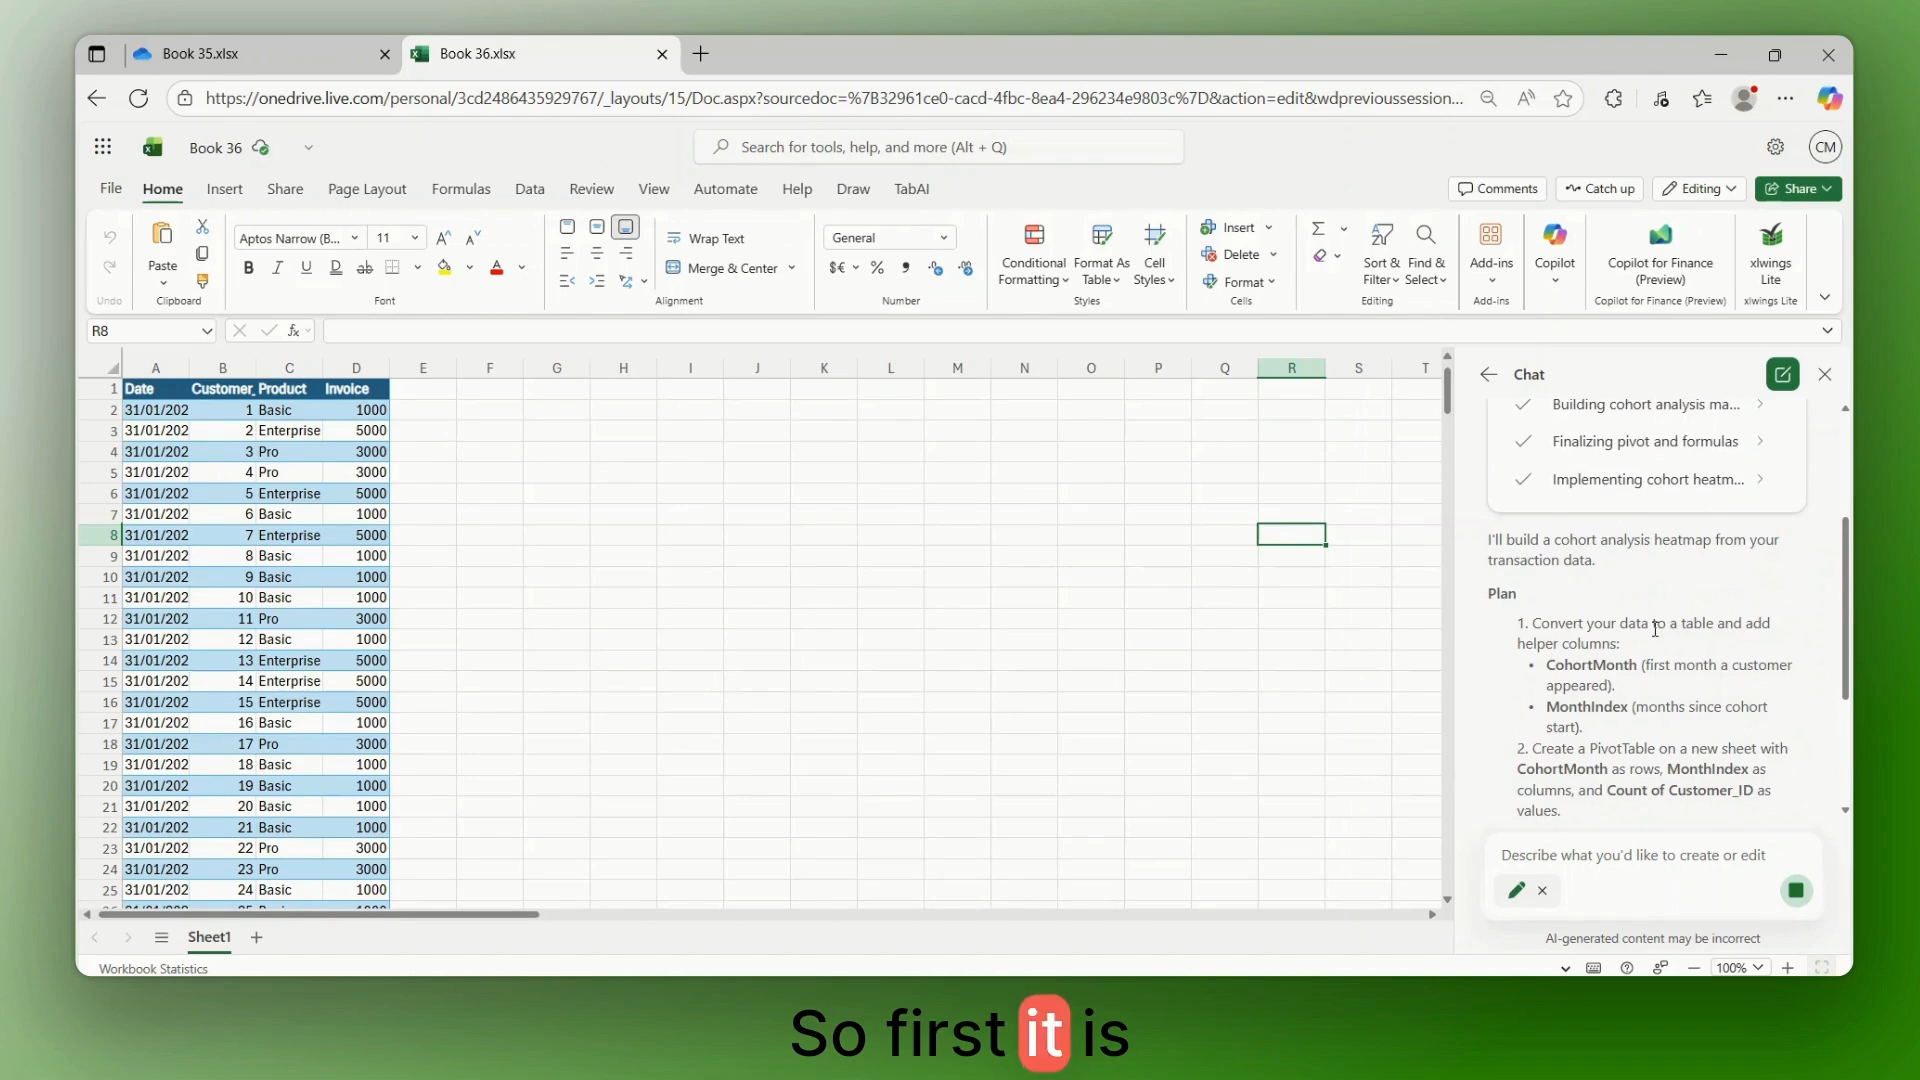 Book 35.xlsx
Book 36.xlsx
https://onedrive.live.com/personal/3cd2486435929767/_layouts/15/Doc.aspx?sourcedoc=%7B32961ce0-cacd-4fbc-8ea4-296234e9803c%7D&action=edit&wdprevioussession...
Book 36
Search for tools, help, and more (Alt + Q)
CM
File Home Insert Share Page Layout Formulas Data Review View Automate Help Draw TabAI
Comments Catch up Editing Share
Undo
Paste
Clipboard
Aptos Narrow (B... 11
B I U D ab A
Font
Wrap Text
Merge & Center
Alignment
General
$€ % 9
Number
Conditional Formatting
Format As Table
Cell Styles
Styles
Insert
Delete
Format
Cells
Sort & Filter
Find & Select
Editing
Add-ins
Add-ins
Copilot
Copilot for Finance (Preview)
Copilot for Finance (Preview)
xlwings Lite
xlwings Lite
R8
fx
A B C D E F G H I J K L M N O P Q R S T
1 Date Customer_ Product Invoice
2 31/01/202 1 Basic 1000
3 31/01/202 2 Enterprise 5000
4 31/01/202 3 Pro 3000
5 31/01/202 4 Pro 3000
6 31/01/202 5 Enterprise 5000
7 31/01/202 6 Basic 1000
8 31/01/202 7 Enterprise 5000
9 31/01/202 8 Basic 1000
10 31/01/202 9 Basic 1000
11 31/01/202 10 Basic 1000
12 31/01/202 11 Pro 3000
13 31/01/202 12 Basic 1000
14 31/01/202 13 Enterprise 5000
15 31/01/202 14 Enterprise 5000
16 31/01/202 15 Enterprise 5000
17 31/01/202 16 Basic 1000
18 31/01/202 17 Pro 3000
19 31/01/202 18 Basic 1000
20 31/01/202 19 Basic 1000
21 31/01/202 20 Basic 1000
22 31/01/202 21 Basic 1000
23 31/01/202 22 Pro 3000
24 31/01/202 23 Pro 3000
25 31/01/202 24 Basic 1000
Chat
Building cohort analysis ma...
Finalizing pivot and formulas
Implementing cohort heatm...
I'll build a cohort analysis heatmap from your
transaction data.
Plan
1. Convert your data to a table and add
helper columns:
• CohortMonth (first month a customer
appeared).
• MonthIndex (months since cohort
start).
2. Create a PivotTable on a new sheet with
CohortMonth as rows, MonthIndex as
columns, and Count of Customer_ID as
values.
Describe what you'd like to create or edit
AI-generated content may be incorrect
Sheet1
Workbook Statistics
100%
So first it is